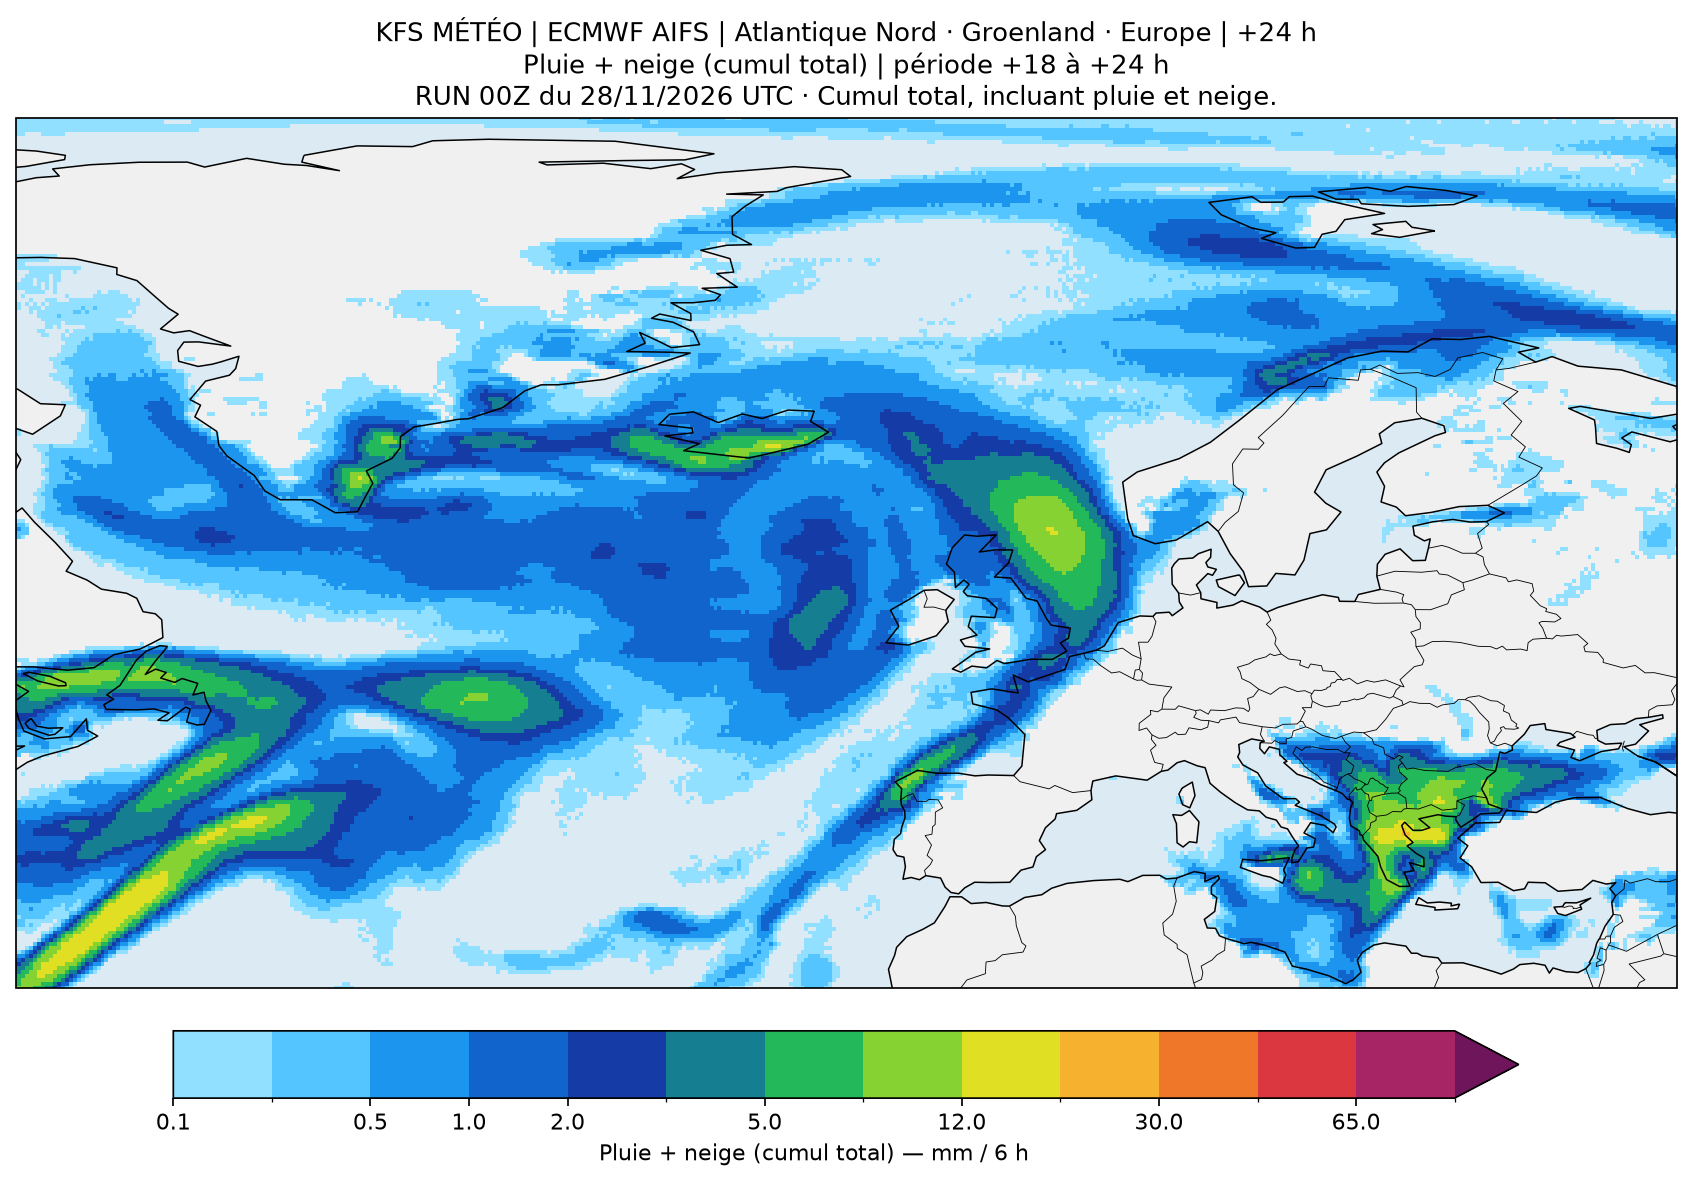 KFS MÉTÉO | ECMWF AIFS | Atlantique Nord · Groenland · Europe | +24 h
Pluie + neige (cumul total) | période +18 à +24 h
RUN 00Z du 28/11/2026 UTC · Cumul total, incluant pluie et neige.
0.1 0.5 1.0 2.0 5.0 12.0 30.0 65.0
Pluie + neige (cumul total) — mm / 6 h